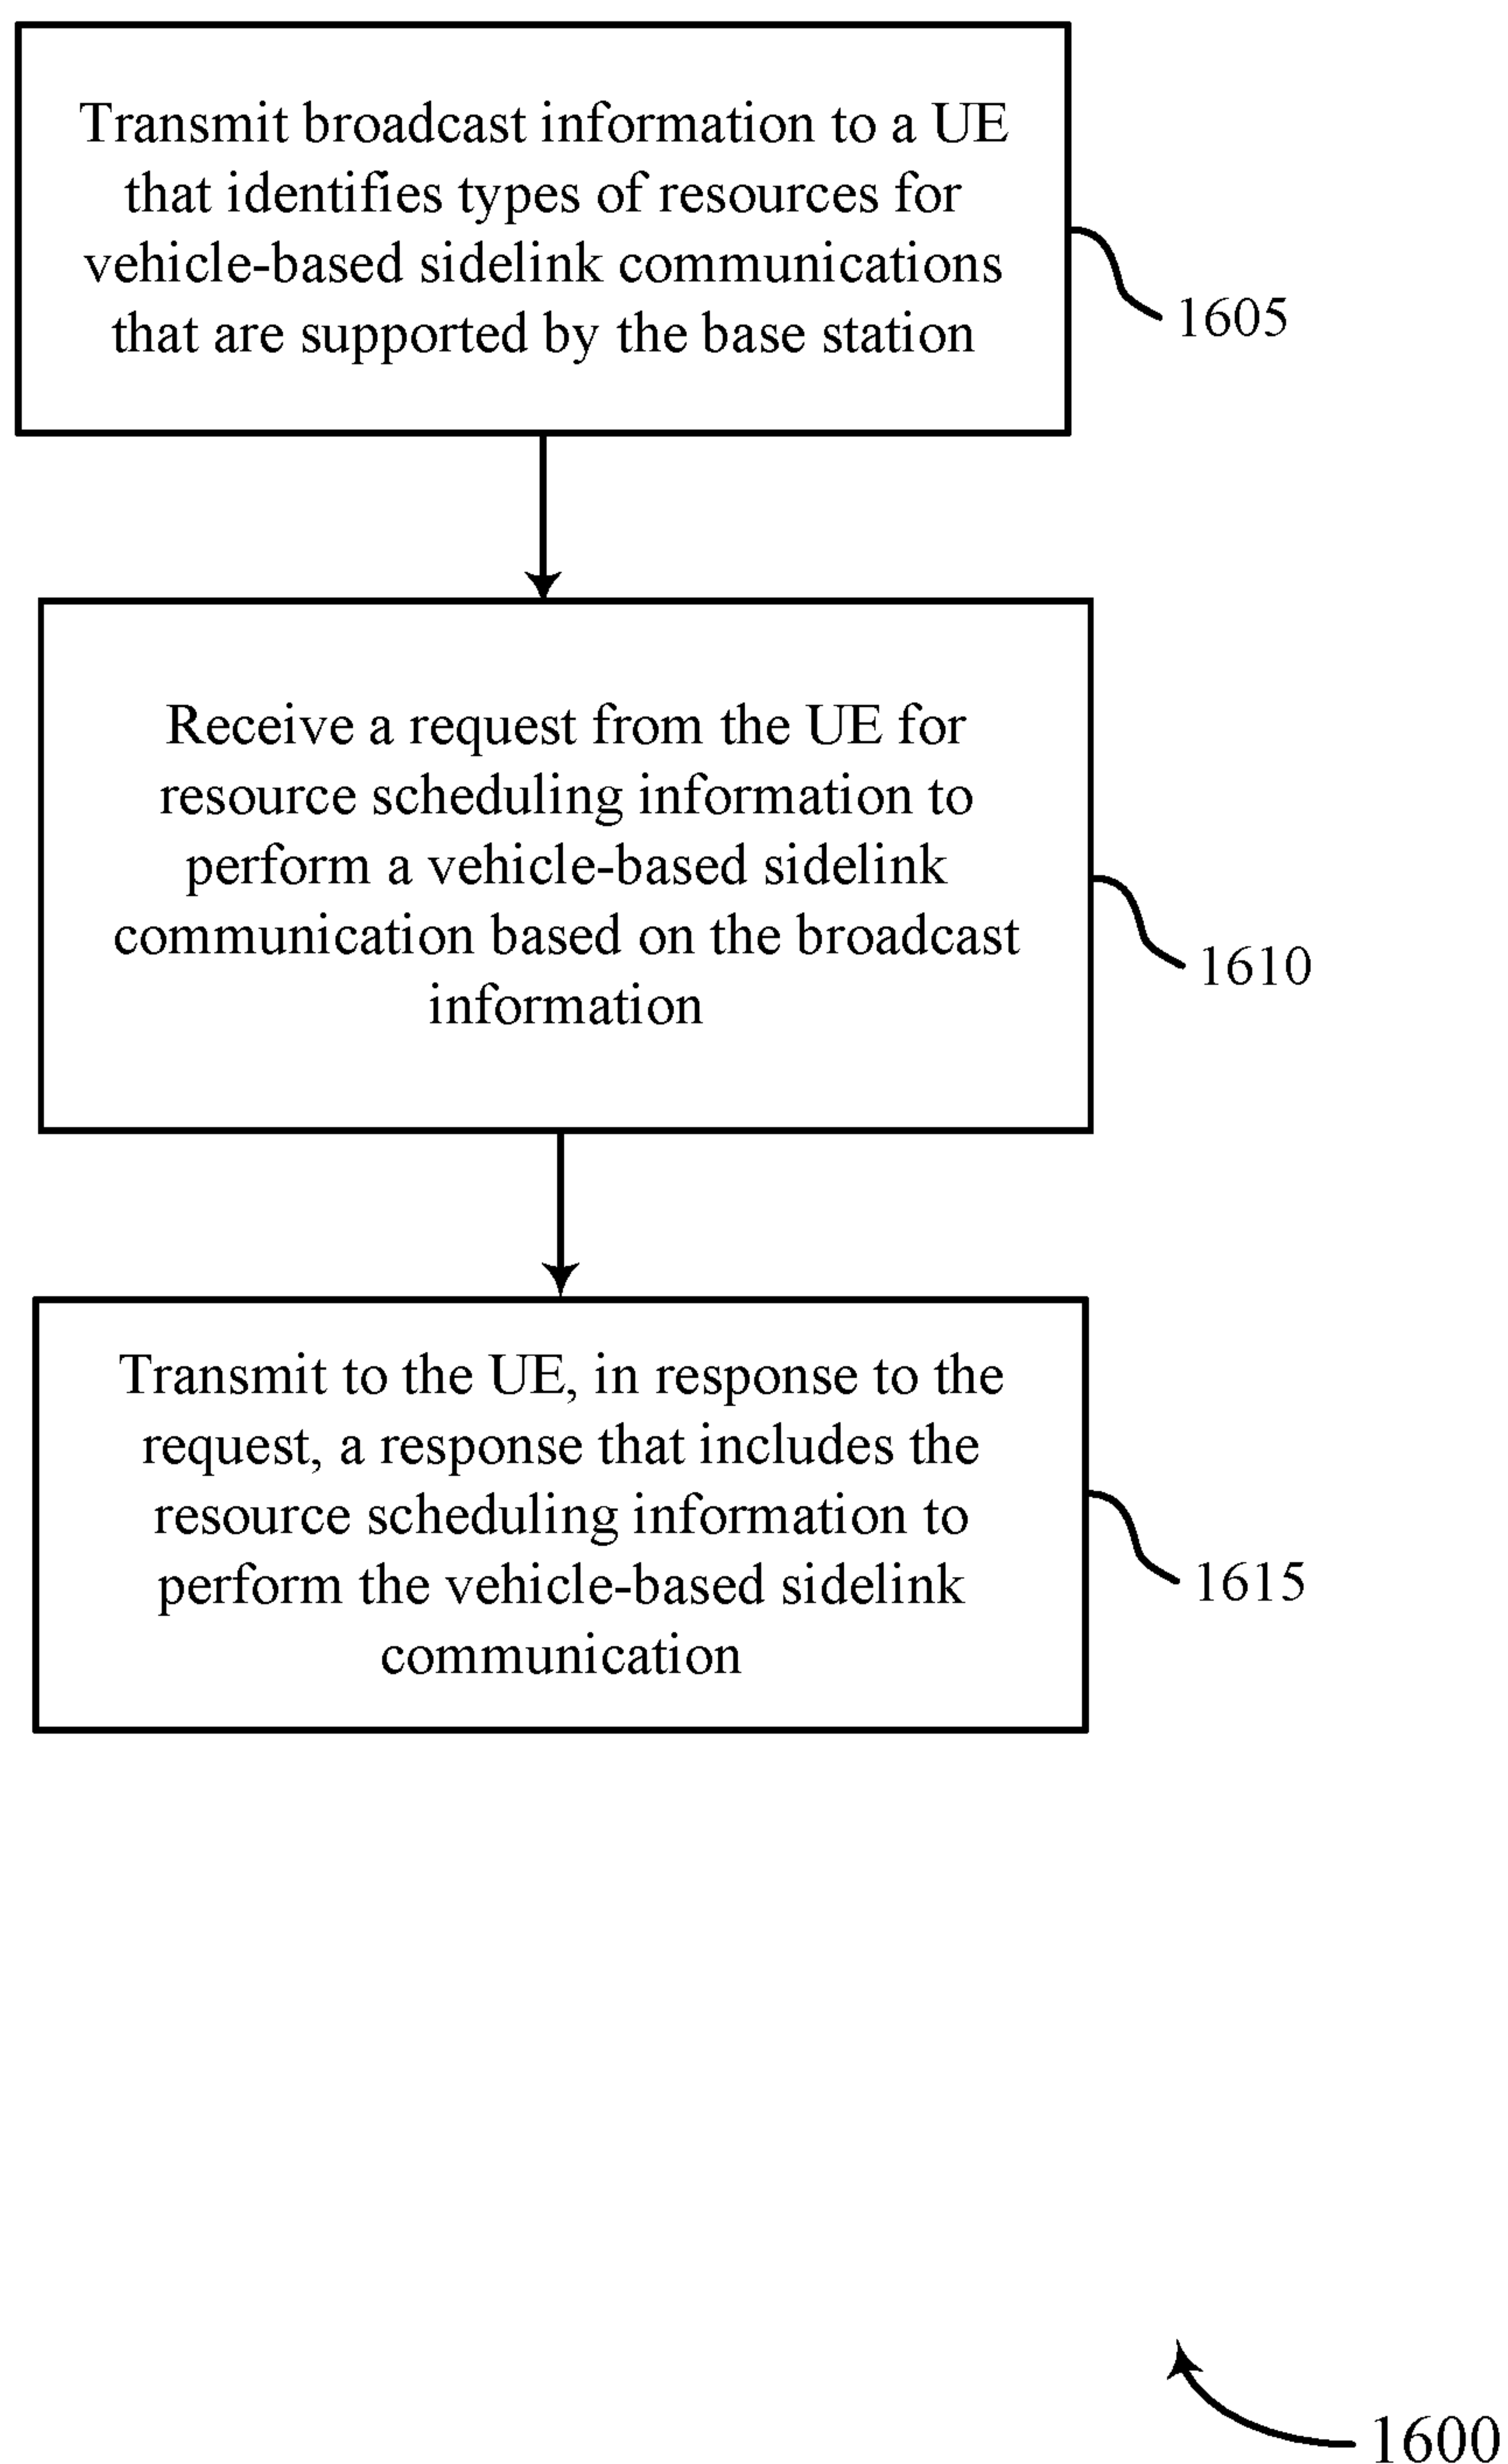 Transmit broadcast information to a UE
that identifies types of resources for
vehicle-based sidelink communications
that are supported by the base station
1605
Receive a request from the UE for
resource scheduling information to
perform a vehicle-based sidelink
communication based on the broadcast
information
1610
Transmit to the UE, in response to the
request, a response that includes the
resource scheduling information to
perform the vehicle-based sidelink
communication
1615
1600